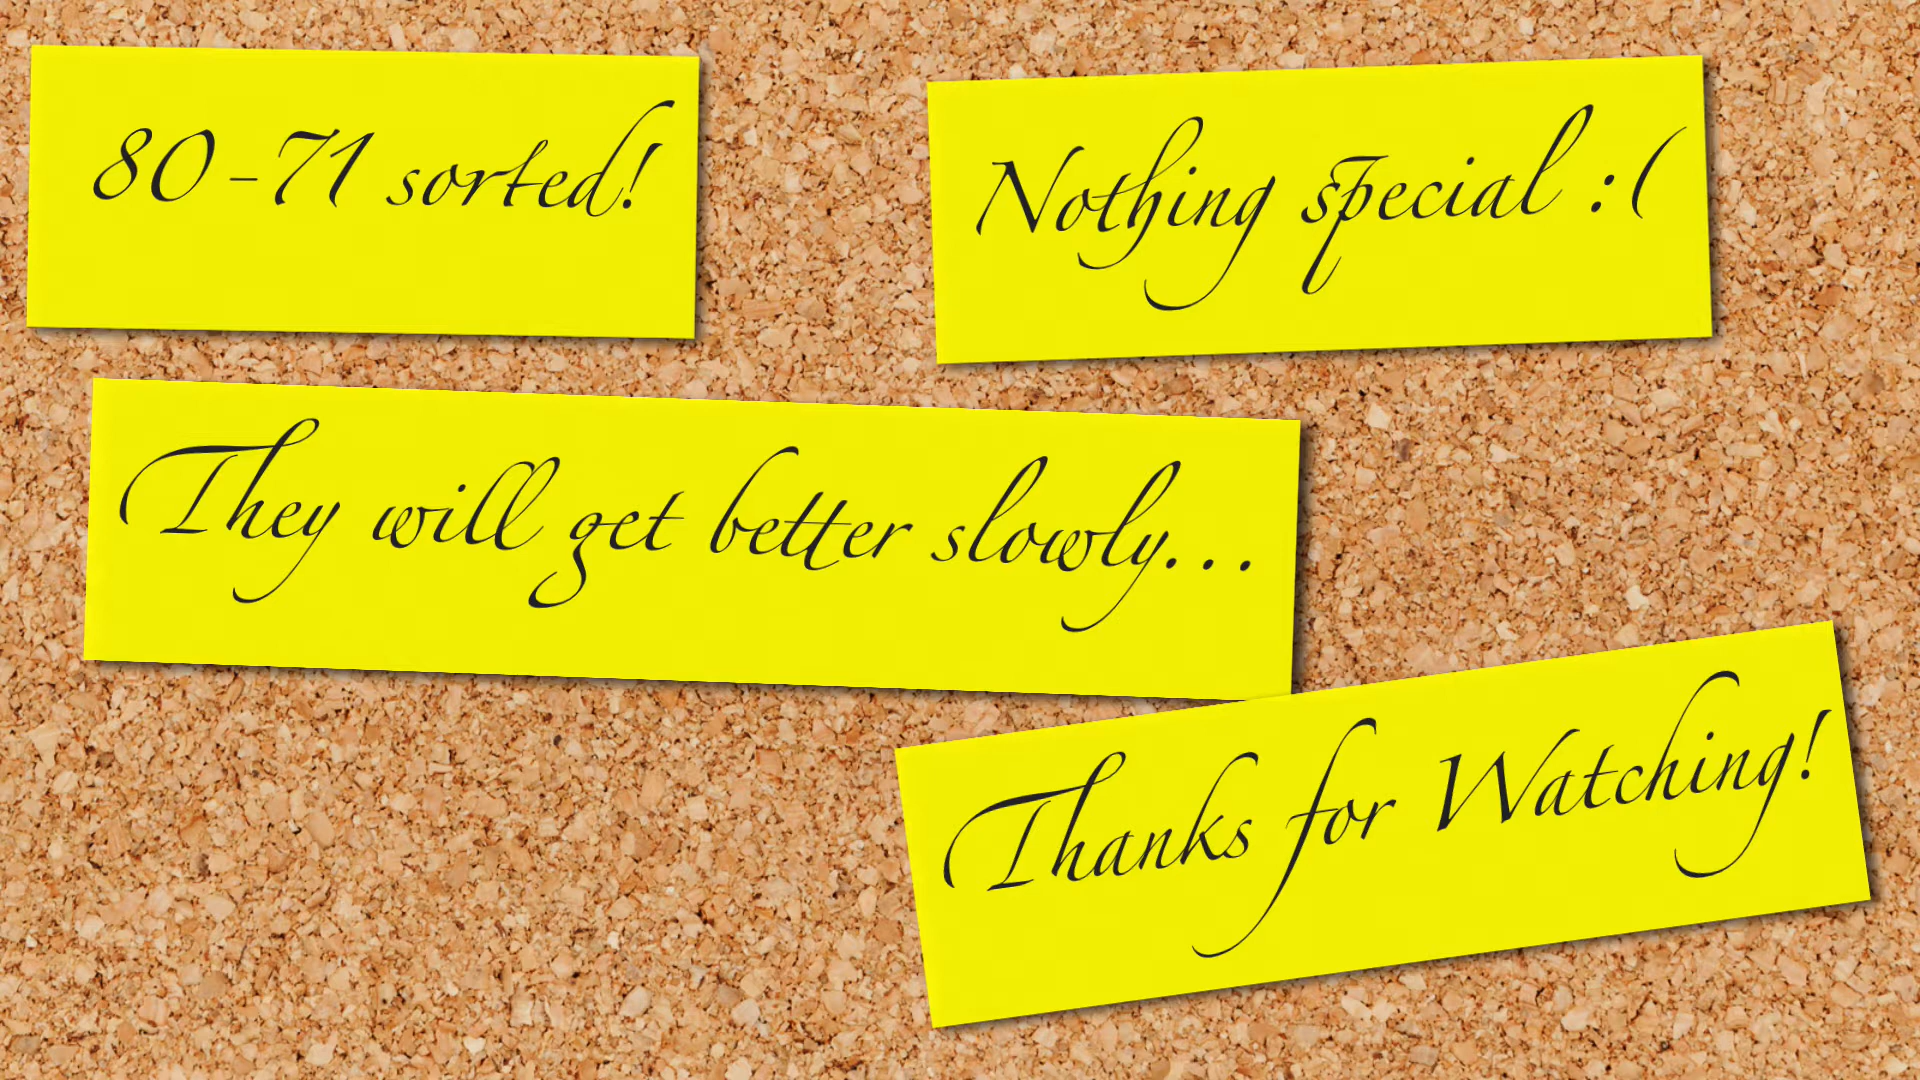 80-71 sorted!
Nothing special :(
They will get better slowly...
Thanks for Watching!